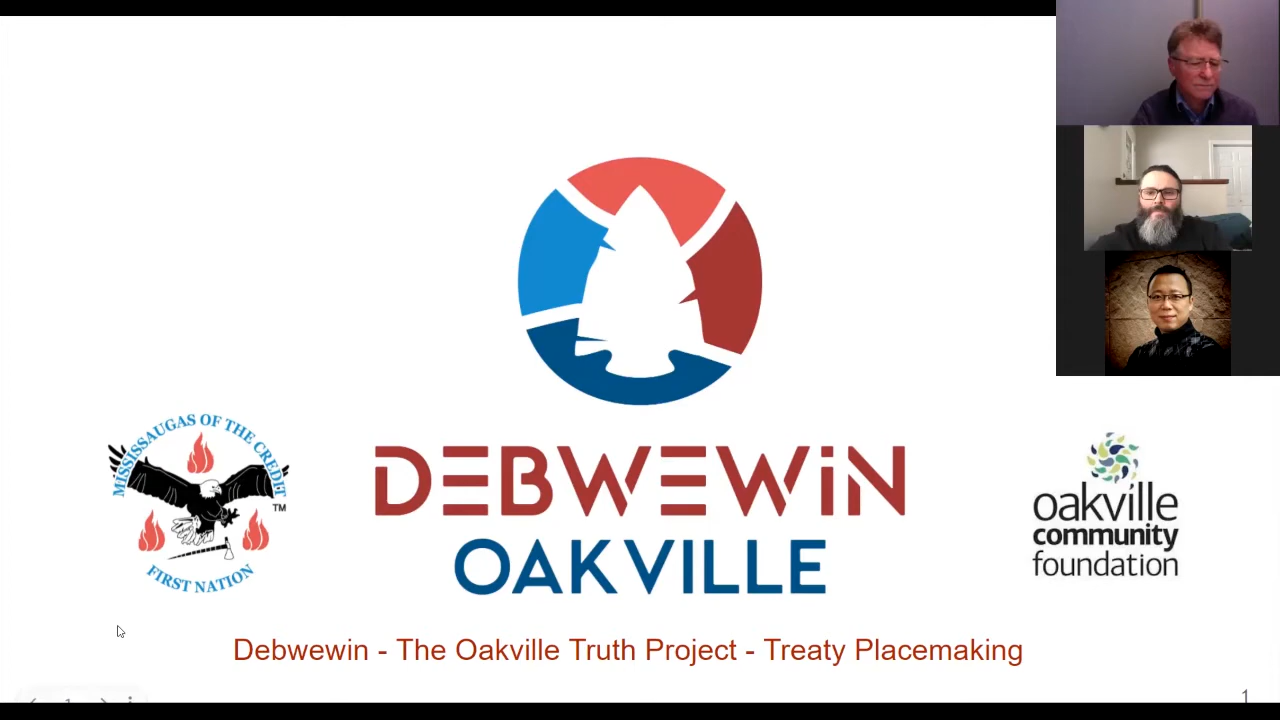 MISSISSAUGAS OF THE CREDIT
TM
FIRST NATION
DEBWEWiN
OAKVILLE
oakville
community
foundation
Debwewin - The Oakville Truth Project - Treaty Placemaking
1
1